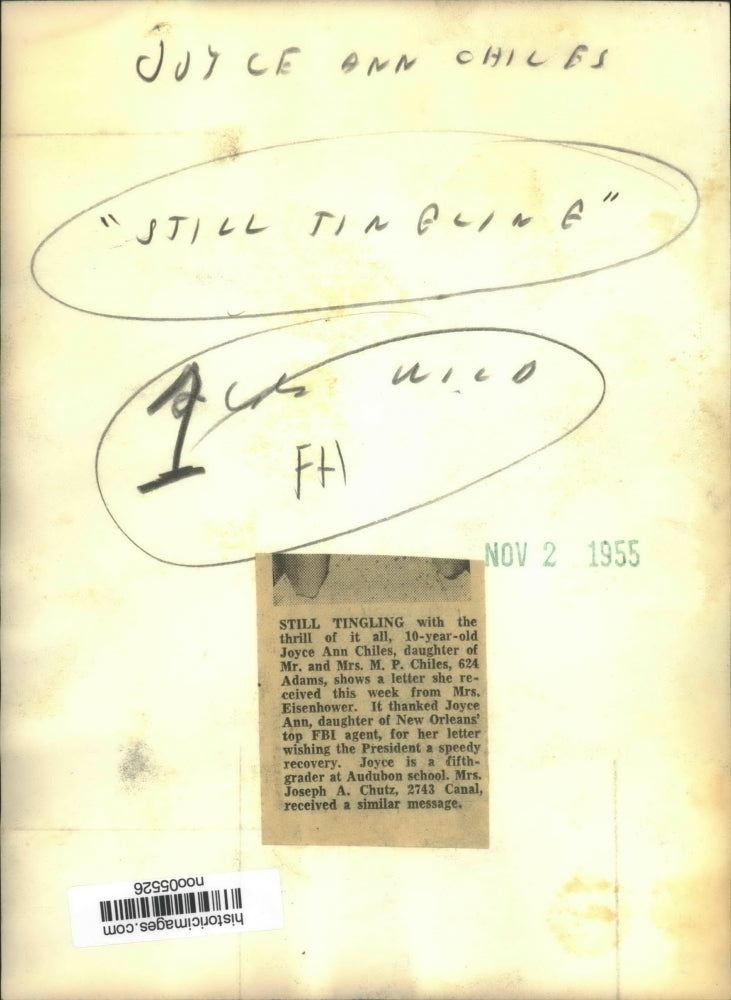 JOYCE ANN CHILES
"STILL TINGLING"
WILD
NOV 2 1955
STILL TINGLING with the
thrill of it all, 10-year-old
Joyce Ann Chiles, daughter of
Mr. and Mrs. M. P. Chiles, 624
Adams, shows a letter she re-
ceived this week from Mrs.
Eisenhower. It thanked Joyce
Ann, daughter of New Orleans'
top FBI agent, for her letter
wishing the President a speedy
recovery. Joyce is a fifth-
grader at Audubon school. Mrs.
Joseph A. Chutz, 2743 Canal,
received a similar message.
historicimages.com
noo05526